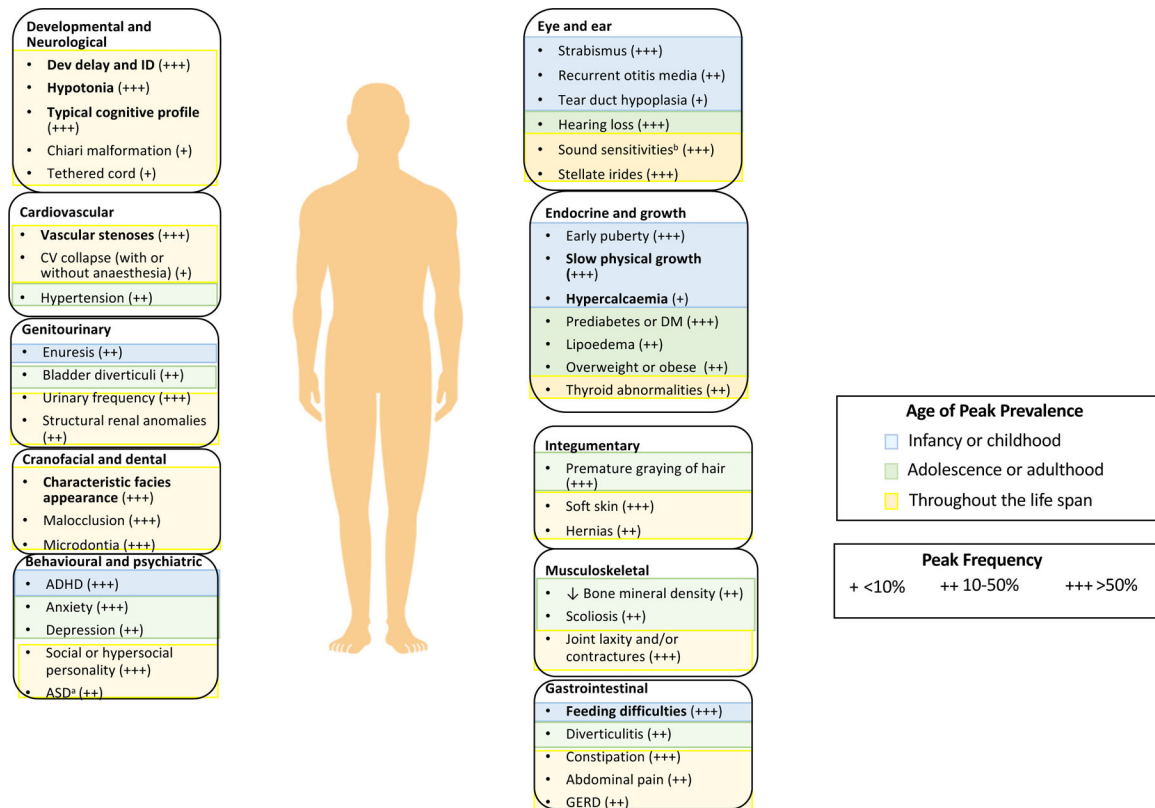 Developmental and
Neurological
• Dev delay and ID (+++)
• Hypotonia (+++)
• Typical cognitive profile
(+++)
• Chiari malformation (+)
• Tethered cord (+)
Cardiovascular
• Vascular stenoses (+++)
• CV collapse (with or
without anaesthesia) (+)
• Hypertension (++)
Genitourinary
• Enuresis (++)
• Bladder diverticuli (++)
• Urinary frequency (+++)
• Structural renal anomalies
(++)
Cranofacial and dental
• Characteristic facies
appearance (+++)
• Malocclusion (+++)
• Microdontia (+++)
Behavioural and psychiatric
• ADHD (+++)
• Anxiety (+++)
• Depression (++)
• Social or hypersocial
personality (+++)
• ASDᵃ (++)
Eye and ear
• Strabismus (+++)
• Recurrent otitis media (++)
• Tear duct hypoplasia (+)
• Hearing loss (+++)
• Sound sensitivitiesᵇ (+++)
• Stellate irides (+++)
Endocrine and growth
• Early puberty (+++)
• Slow physical growth
(+++)
• Hypercalcaemia (+)
• Prediabetes or DM (+++)
• Lipoedema (++)
• Overweight or obese (++)
• Thyroid abnormalities (++)
Integumentary
• Premature graying of hair
(+++)
• Soft skin (+++)
• Hernias (++)
Musculoskeletal
• ↓ Bone mineral density (++)
• Scoliosis (++)
• Joint laxity and/or
contractures (+++)
Gastrointestinal
• Feeding difficulties (+++)
• Diverticulitis (++)
• Constipation (+++)
• Abdominal pain (++)
• GERD (++)
Age of Peak Prevalence
Infancy or childhood
Adolescence or adulthood
Throughout the life span
Peak Frequency
+ <10% ++ 10-50% +++ >50%